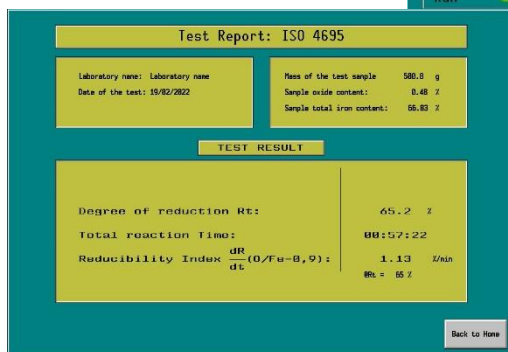 Run
Test Report: ISO 4695
Laboratory name: Laboratory name
Date of the test: 19/02/2022
Mass of the test sample 500.0 g
Sample oxide content: 0.48 %
Sample total iron content: 66.83 %
TEST RESULT
Degree of reduction Rt: 65.2 %
Total reaction Time: 00:57:22
Reducibility Index dR/dt (O/Fe-0,9): 1.13 %/min
@Rt = 65 %
Back to Home